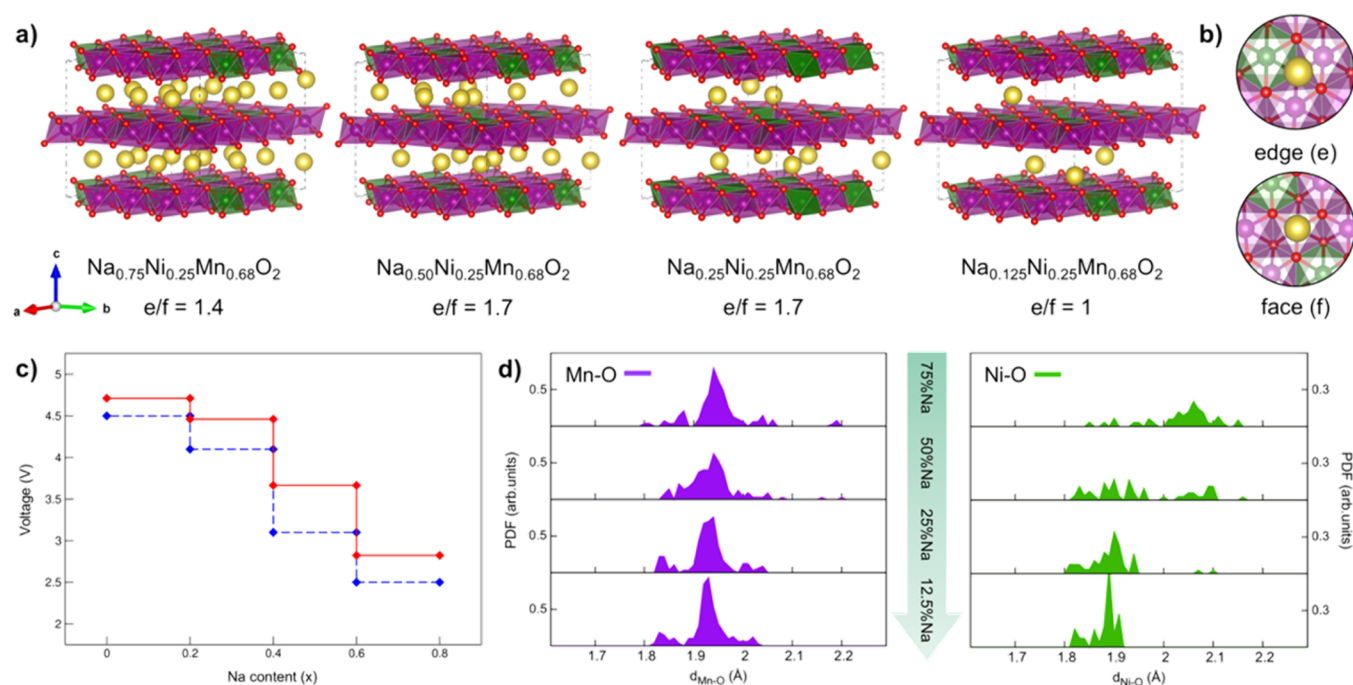 a)
b)
edge (e)
face (f)
c
a
b
Na0.75Ni0.25Mn0.68O2
Na0.50Ni0.25Mn0.68O2
Na0.25Ni0.25Mn0.68O2
Na0.125Ni0.25Mn0.68O2
e/f = 1.4
e/f = 1.7
e/f = 1.7
e/f = 1
c)
5
4.5
4
3.5
3
2.5
2
Voltage (V)
0
0.2
0.4
0.6
0.8
Na content (x)
d)
Mn-O
0.5
0.5
0.5
0.5
PDF (arb.units)
1.7
1.8
1.9
2
2.1
2.2
dMn-O (Å)
75%Na
50%Na
25%Na
12.5%Na
Ni-O
0.3
0.3
0.3
0.3
PDF (arb.units)
1.7
1.8
1.9
2
2.1
2.2
dNi-O (Å)